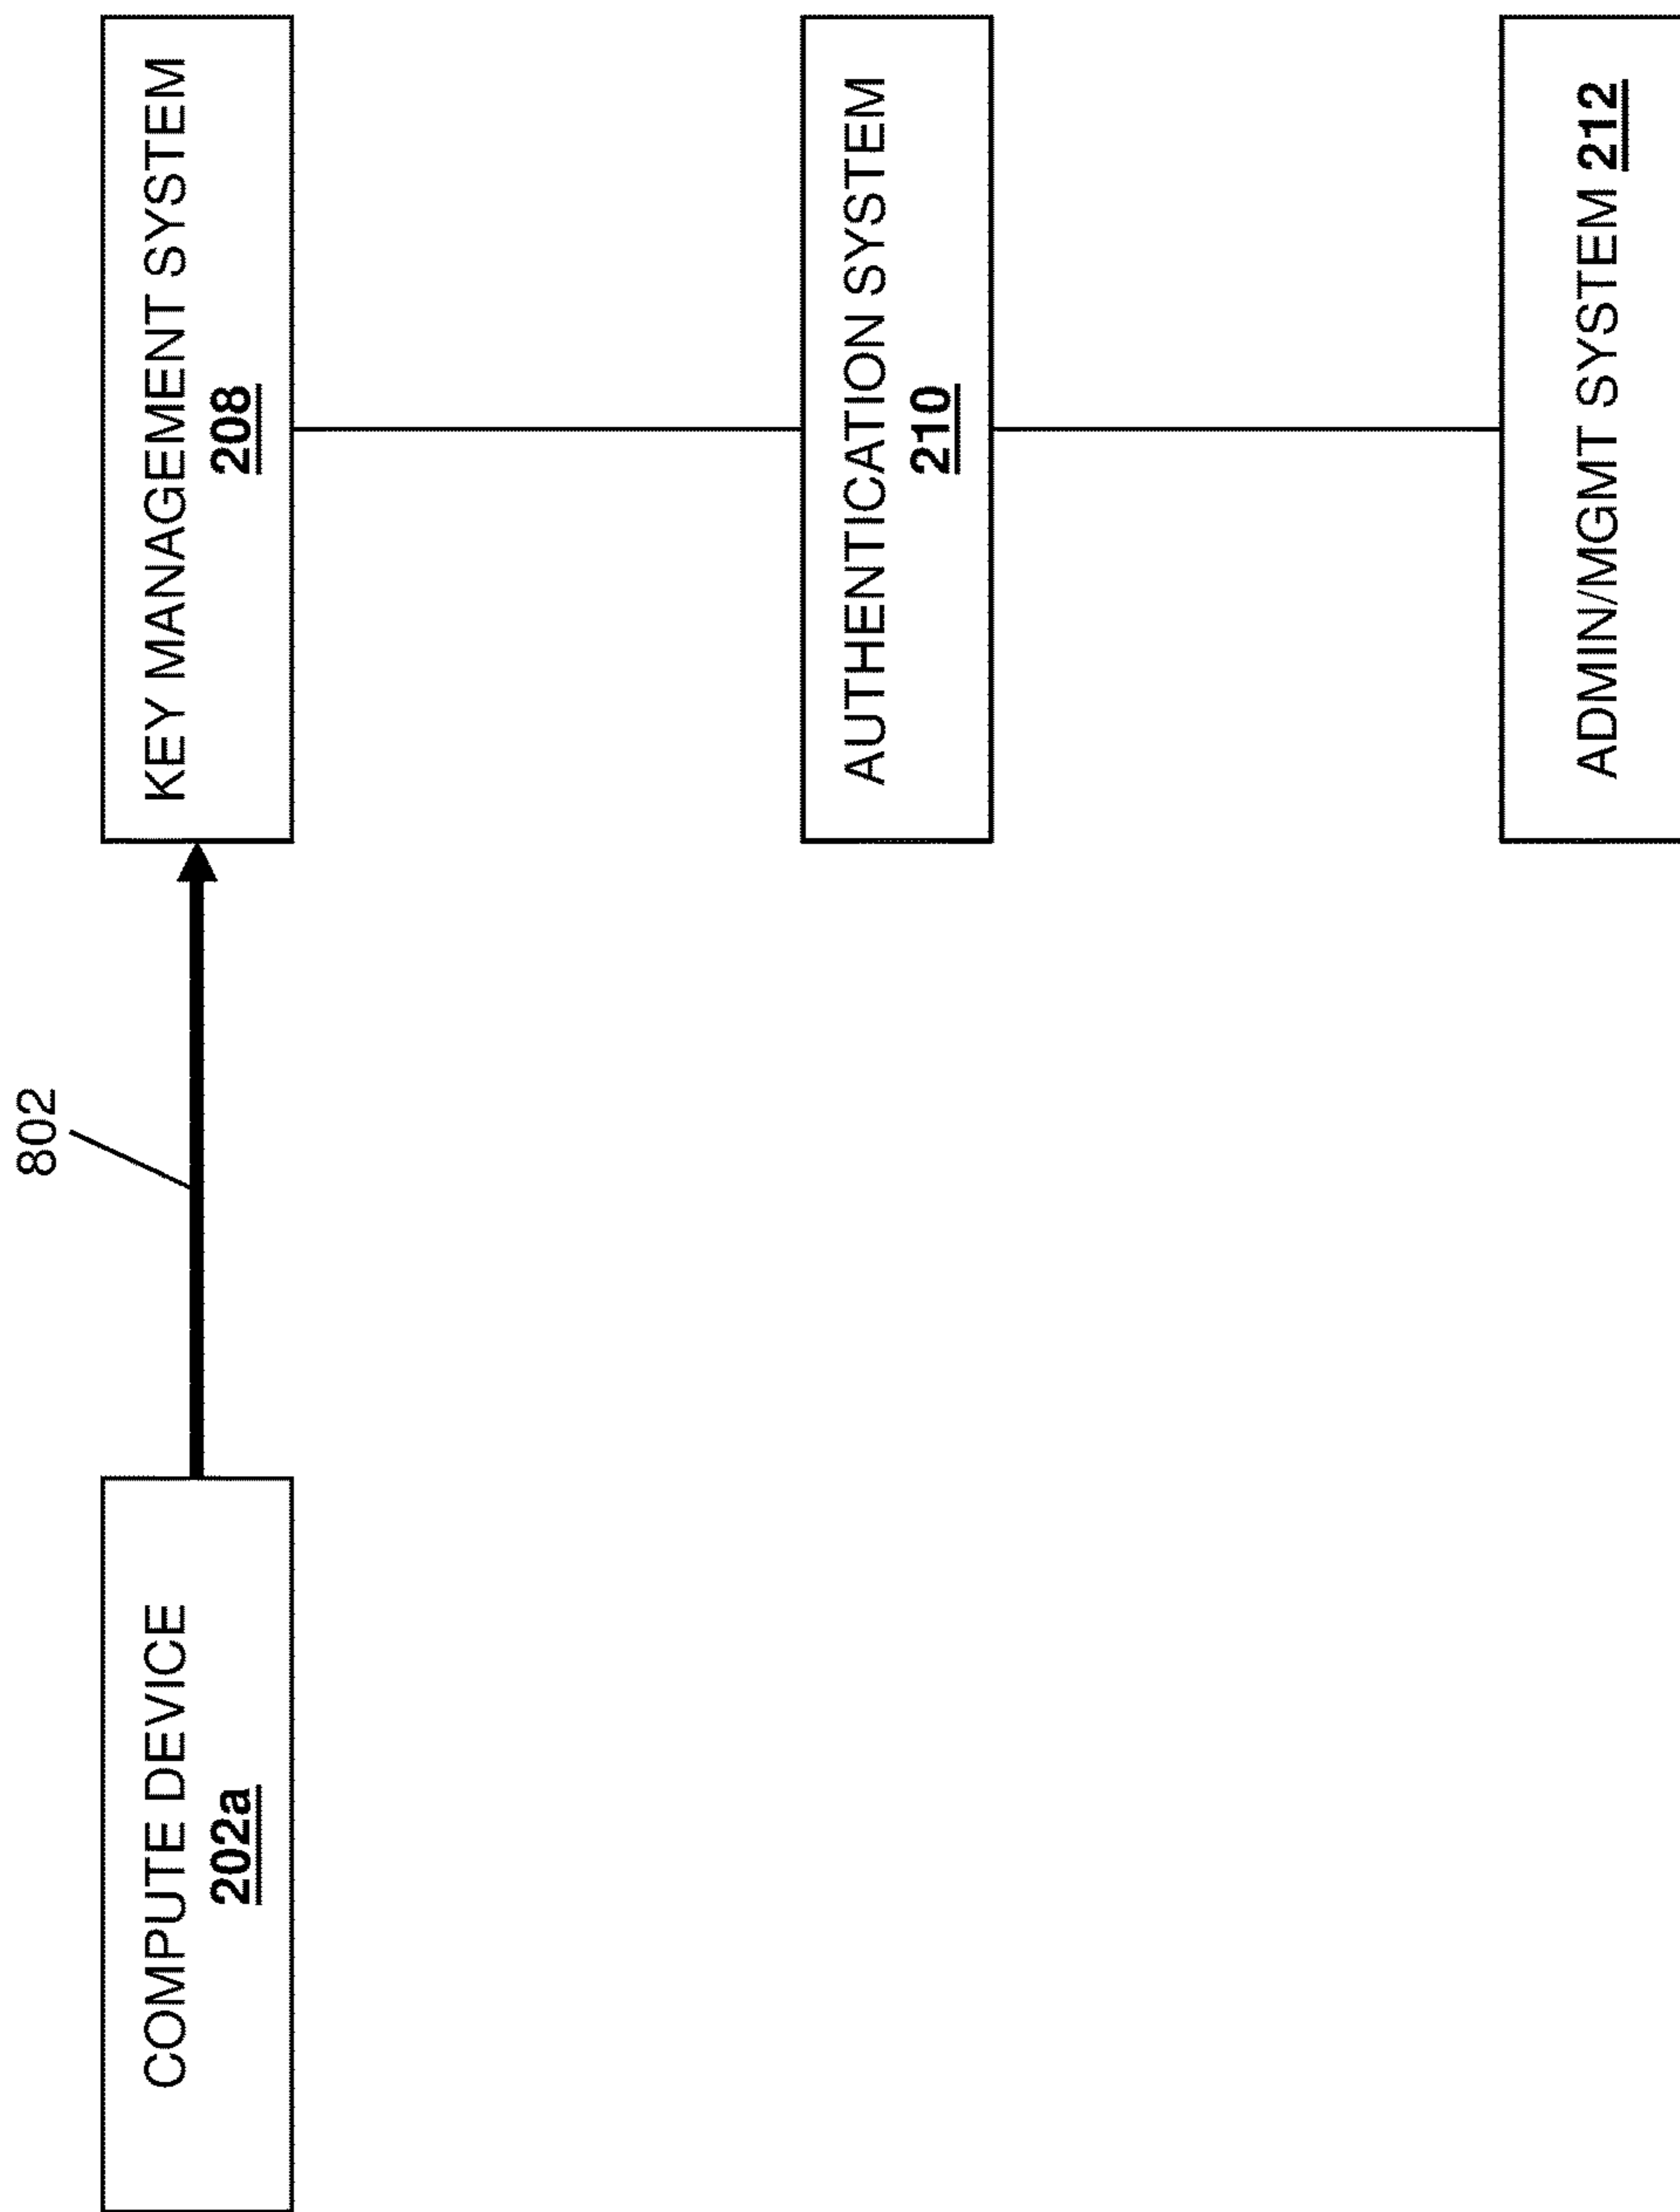 802
COMPUTE DEVICE
202a
KEY MANAGEMENT SYSTEM
208
AUTHENTICATION SYSTEM
210
ADMIN/MGMT SYSTEM 212